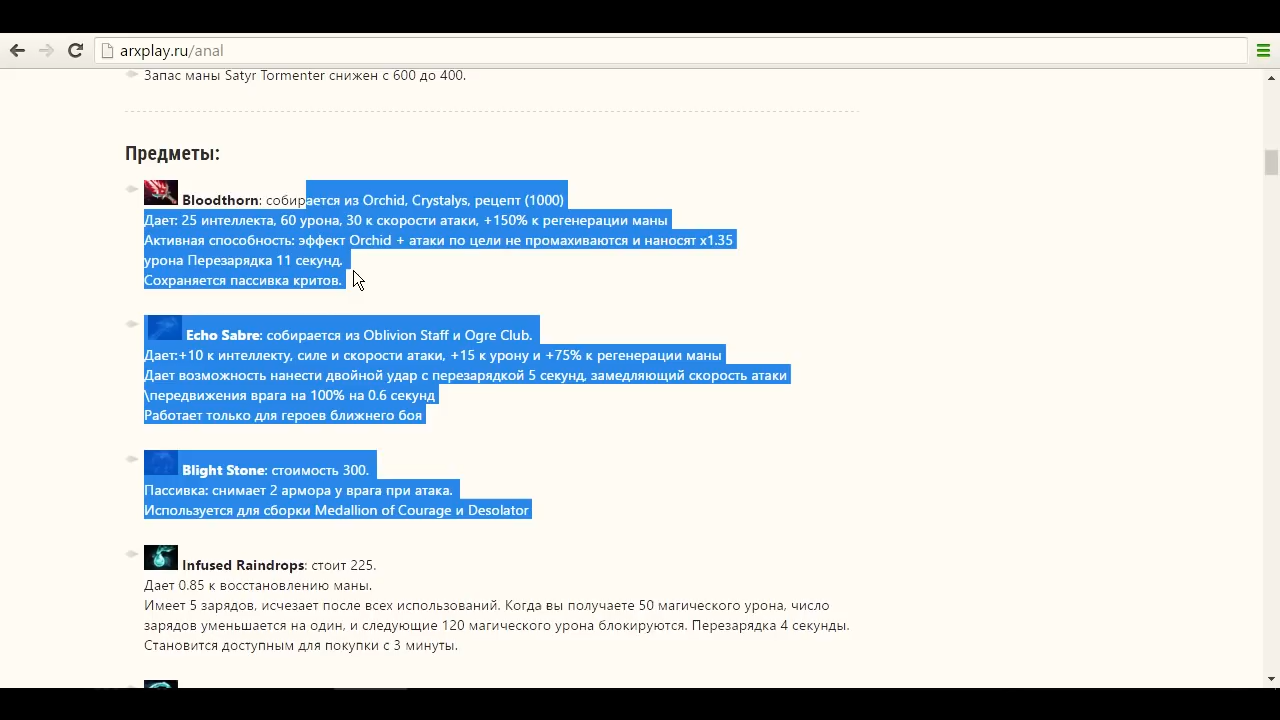 arxplay.ru/anal
Запас маны Satyr Tormenter снижен с 600 до 400.
Предметы:
Bloodthorn: собирается из Orchid, Crystalys, рецепт (1000)
Дает: 25 интеллекта, 60 урона, 30 к скорости атаки, +150% к регенерации маны
Активная способность: эффект Orchid + атаки по цели не промахиваются и наносят x1.35
урона Перезарядка 11 секунд.
Сохраняется пассивка критов.
Echo Sabre: собирается из Oblivion Staff и Ogre Club.
Дает:+10 к интеллекту, силе и скорости атаки, +15 к урону и +75% к регенерации маны
Дает возможность нанести двойной удар с перезарядкой 5 секунд, замедляющий скорость атаки
\передвижения врага на 100% на 0.6 секунд
Работает только для героев ближнего боя
Blight Stone: стоимость 300.
Пассивка: снимает 2 армора у врага при атака.
Используется для сборки Medallion of Courage и Desolator
Infused Raindrops: стоит 225.
Дает 0.85 к восстановлению маны.
Имеет 5 зарядов, исчезает после всех использований. Когда вы получаете 50 магического урона, число
зарядов уменьшается на один, и следующие 120 магического урона блокируются. Перезарядка 4 секунды.
Становится доступным для покупки с 3 минуты.